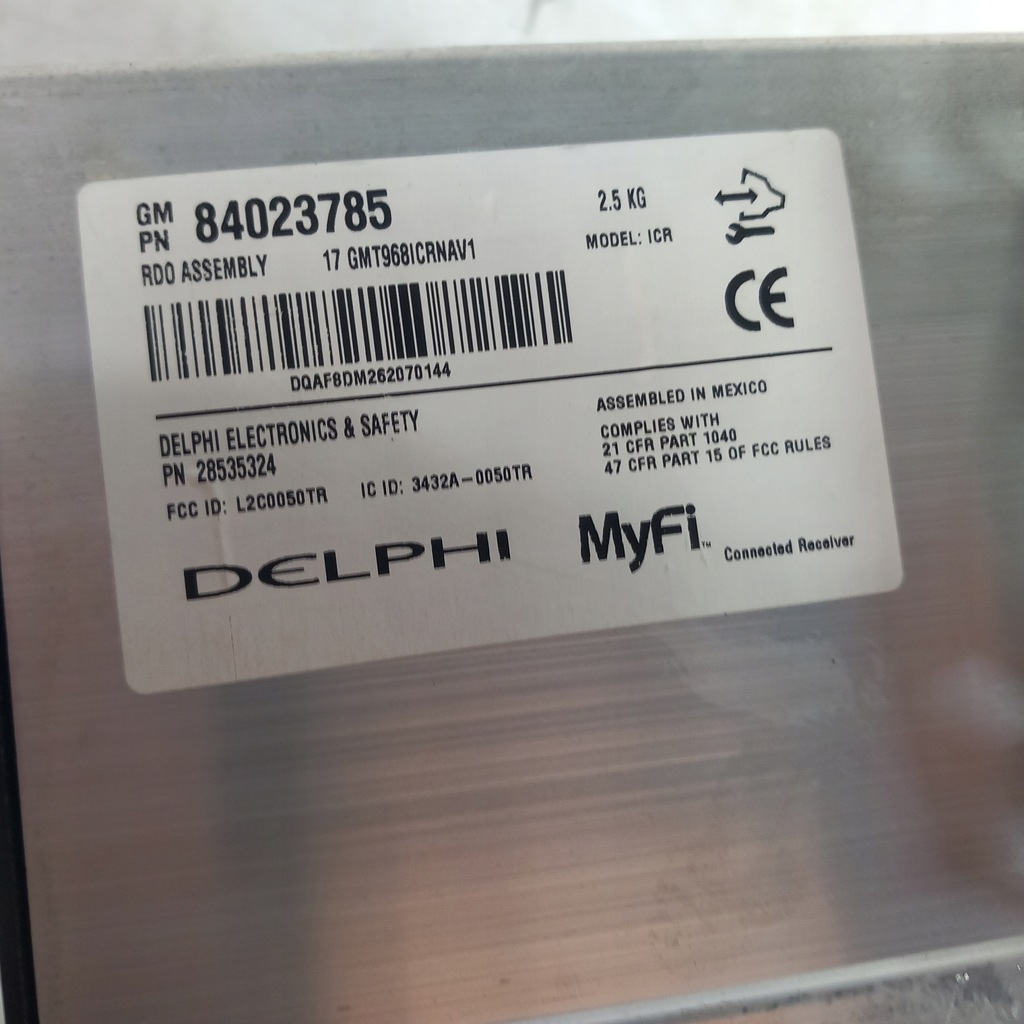 GM PN 84023785
2.5 KG
RDO ASSEMBLY 17 GMT968ICRNAV1
MODEL: ICR
CE
DQAF8DM262070144
DELPHI ELECTRONICS & SAFETY
PN 28535324
FCC ID: L2C0050TR IC ID: 3432A-0050TR
ASSEMBLED IN MEXICO
COMPLIES WITH
21 CFR PART 1040
47 CFR PART 15 OF FCC RULES
DELPHI
MyFi™ Connected Receiver